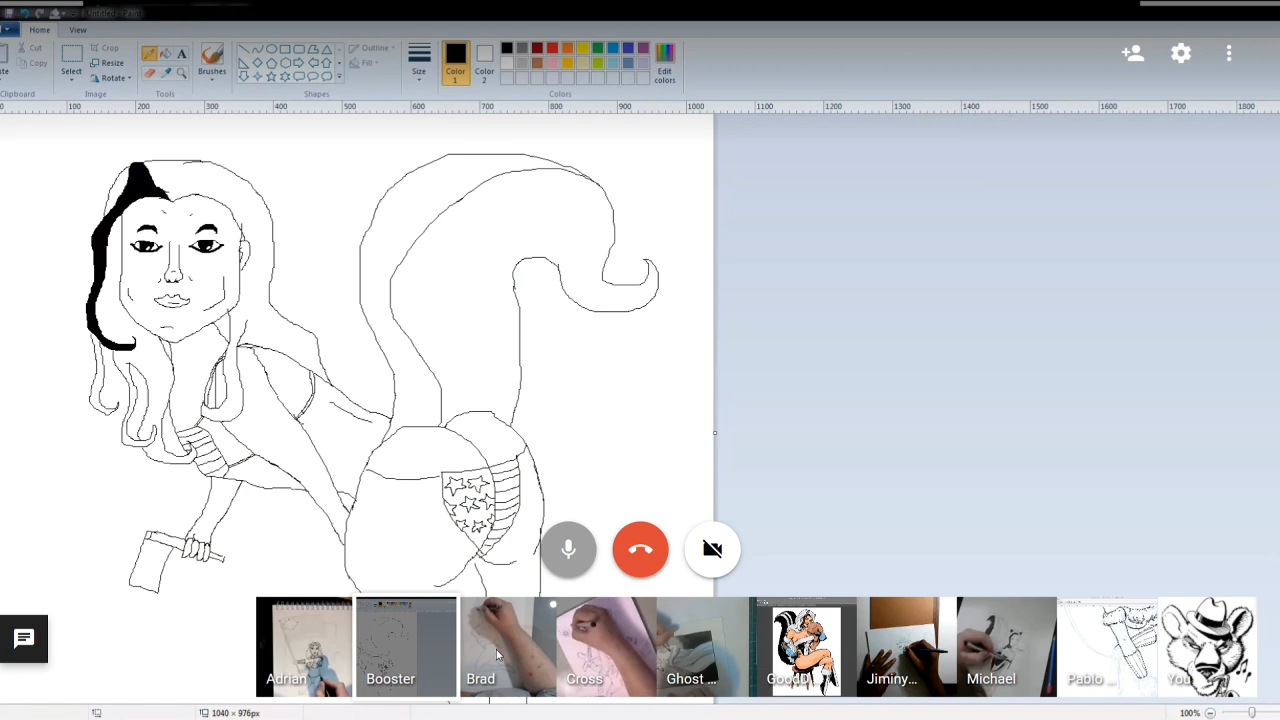 Untitled - Paint
Home View
Cut
Copy
Clipboard
Select
Crop
Resize
Rotate
Image
A
Tools
Brushes
Outline
Fill
Shapes
Size
Color 1
Color 2
Edit colors
Colors
100 200 300 400 500 600 700 800 900 1000 1100 1200 1300 1400 1500 1600 1700 1800
Adrian Booster Brad Cross Ghost ... Jiminy... Michael Pablo You
1040 × 976px 100%